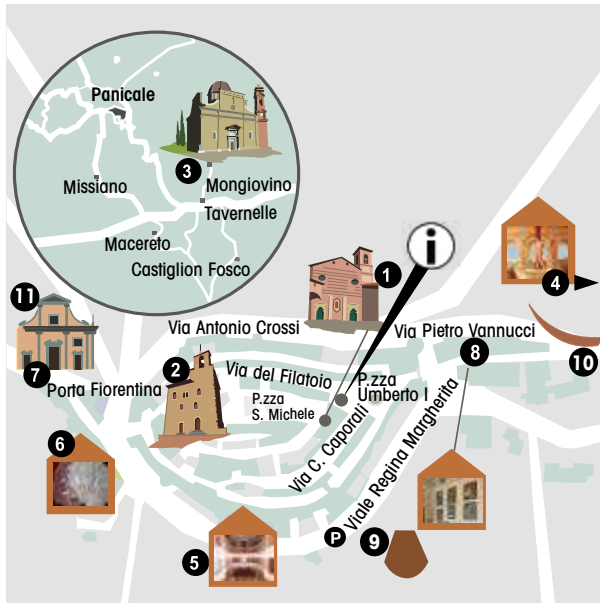 Panicale
3
Missiano
Mongiovino
Tavernelle
Macereto
Castiglion Fosco
i
1
4
11
Via Antonio Crossi
Via Pietro Vannucci
8
10
7
Porta Fiorentina
2
Via del Filatoio
P.zza
Umberto I
P.zza
S. Michele
Via C. Caporali
Viale Regina Margherita
6
P
9
5